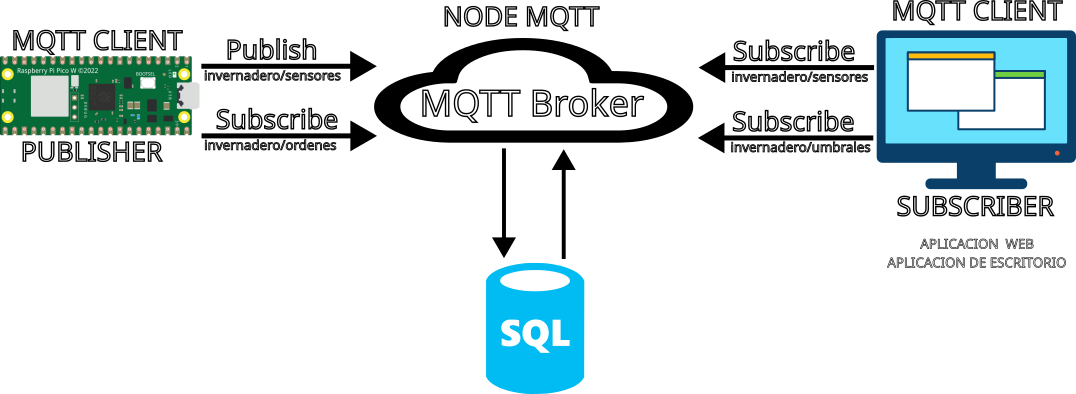 NODE MQTT
MQTT CLIENT
MQTT CLIENT
Publish
invernadero/sensores
Raspberry Pi Pico W ©2022
BOOTSEL
Subscribe
invernadero/ordenes
PUBLISHER
MQTT Broker
Subscribe
invernadero/sensores
Subscribe
invernadero/umbrales
SUBSCRIBER
APLICACION WEB
APLICACION DE ESCRITORIO
SQL